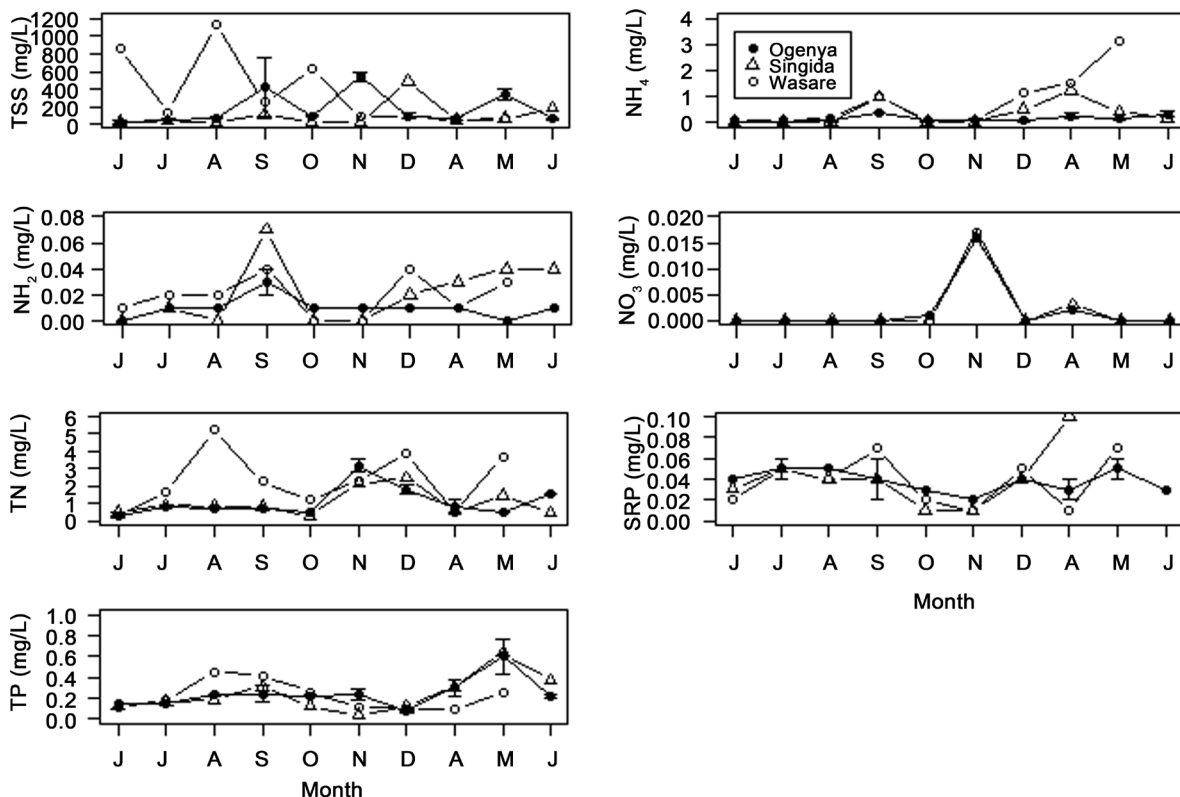 TSS (mg/L)
1200
1000
800
600
400
200
0
J J A S O N D A M J
NH4 (mg/L)
4
3
2
1
0
Ogenya
Singida
Wasare
J J A S O N D A M J
NH2 (mg/L)
0.08
0.06
0.04
0.02
0.00
J J A S O N D A M J
NO3 (mg/L)
0.020
0.015
0.010
0.005
0.000
J J A S O N D A M J
TN (mg/L)
6
5
4
3
2
1
0
J J A S O N D A M J
SRP (mg/L)
0.10
0.08
0.06
0.04
0.02
0.00
J J A S O N D A M J
Month
TP (mg/L)
1.0
0.8
0.6
0.4
0.2
0.0
J J A S O N D A M J
Month